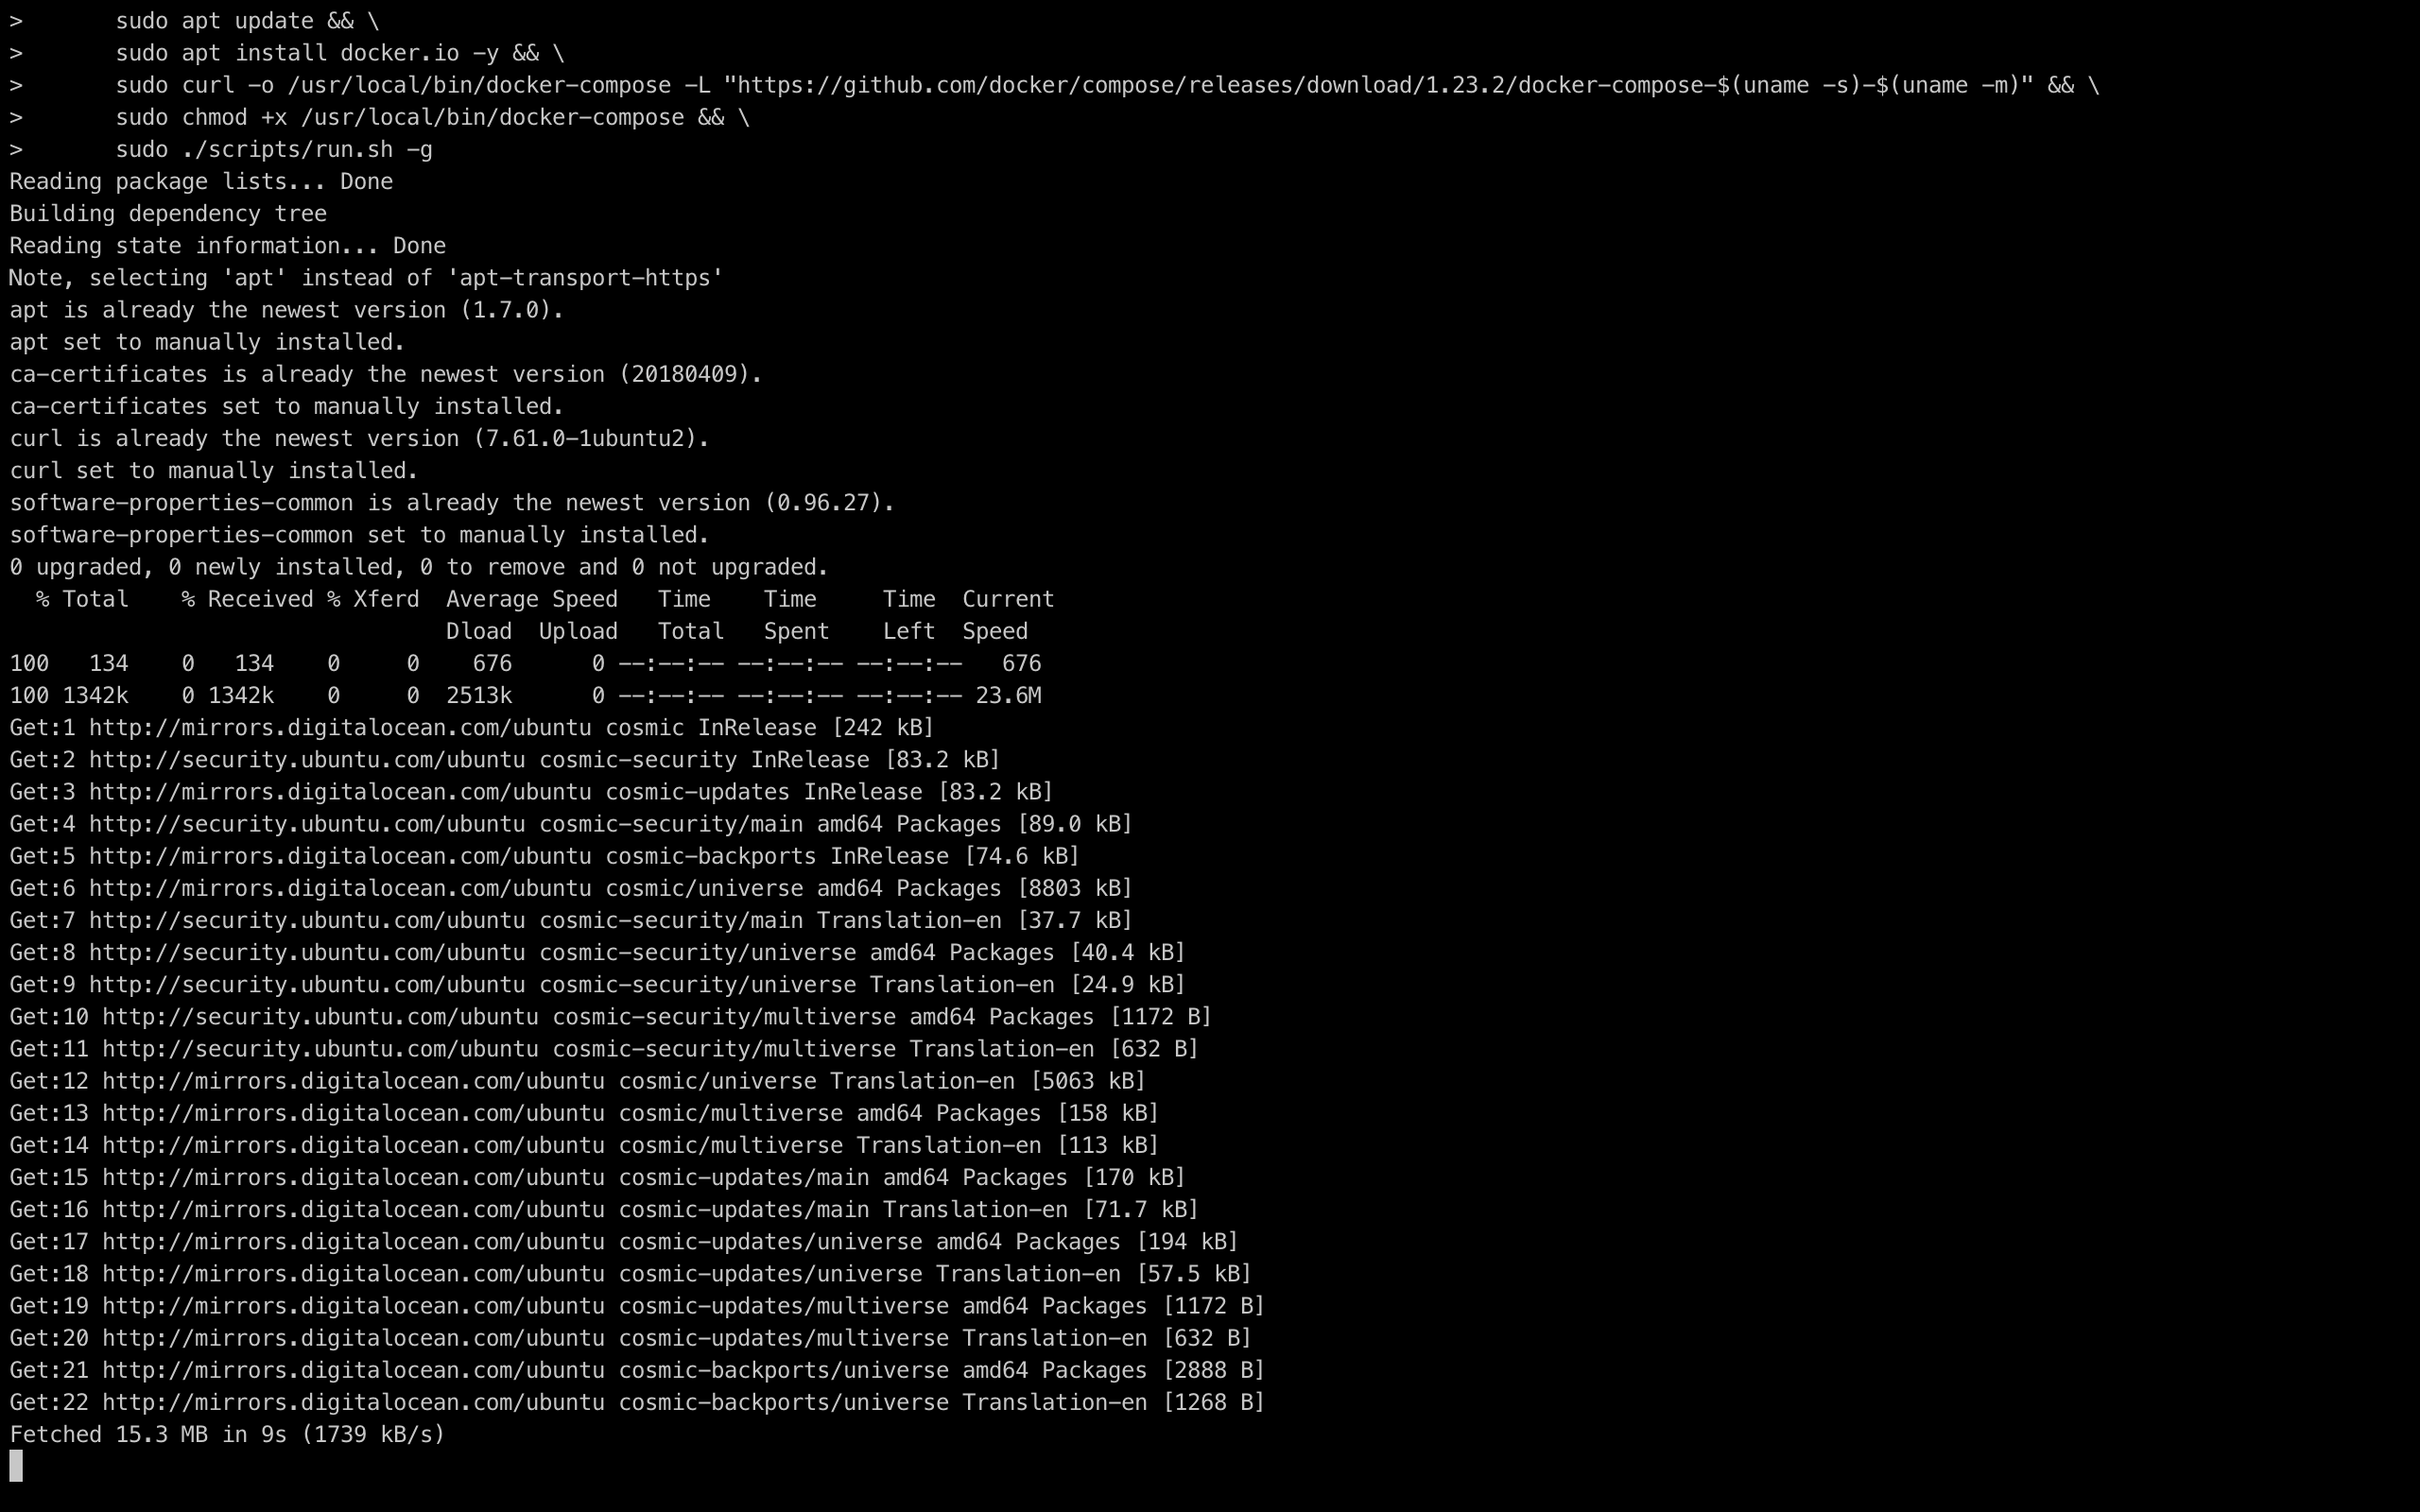 >       sudo apt update && \
>       sudo apt install docker.io -y && \
>       sudo curl -o /usr/local/bin/docker-compose -L "https://github.com/docker/compose/releases/download/1.23.2/docker-compose-$(uname -s)-$(uname -m)" && \
>       sudo chmod +x /usr/local/bin/docker-compose && \
>       sudo ./scripts/run.sh -g
Reading package lists... Done
Building dependency tree
Reading state information... Done
Note, selecting 'apt' instead of 'apt-transport-https'
apt is already the newest version (1.7.0).
apt set to manually installed.
ca-certificates is already the newest version (20180409).
ca-certificates set to manually installed.
curl is already the newest version (7.61.0-1ubuntu2).
curl set to manually installed.
software-properties-common is already the newest version (0.96.27).
software-properties-common set to manually installed.
0 upgraded, 0 newly installed, 0 to remove and 0 not upgraded.
  % Total    % Received % Xferd  Average Speed   Time    Time     Time  Current
                                 Dload  Upload   Total   Spent    Left  Speed
100   134    0   134    0     0    676      0 --:--:-- --:--:-- --:--:--   676
100 1342k    0 1342k    0     0  2513k      0 --:--:-- --:--:-- --:--:-- 23.6M
Get:1 http://mirrors.digitalocean.com/ubuntu cosmic InRelease [242 kB]
Get:2 http://security.ubuntu.com/ubuntu cosmic-security InRelease [83.2 kB]
Get:3 http://mirrors.digitalocean.com/ubuntu cosmic-updates InRelease [83.2 kB]
Get:4 http://security.ubuntu.com/ubuntu cosmic-security/main amd64 Packages [89.0 kB]
Get:5 http://mirrors.digitalocean.com/ubuntu cosmic-backports InRelease [74.6 kB]
Get:6 http://mirrors.digitalocean.com/ubuntu cosmic/universe amd64 Packages [8803 kB]
Get:7 http://security.ubuntu.com/ubuntu cosmic-security/main Translation-en [37.7 kB]
Get:8 http://security.ubuntu.com/ubuntu cosmic-security/universe amd64 Packages [40.4 kB]
Get:9 http://security.ubuntu.com/ubuntu cosmic-security/universe Translation-en [24.9 kB]
Get:10 http://security.ubuntu.com/ubuntu cosmic-security/multiverse amd64 Packages [1172 B]
Get:11 http://security.ubuntu.com/ubuntu cosmic-security/multiverse Translation-en [632 B]
Get:12 http://mirrors.digitalocean.com/ubuntu cosmic/universe Translation-en [5063 kB]
Get:13 http://mirrors.digitalocean.com/ubuntu cosmic/multiverse amd64 Packages [158 kB]
Get:14 http://mirrors.digitalocean.com/ubuntu cosmic/multiverse Translation-en [113 kB]
Get:15 http://mirrors.digitalocean.com/ubuntu cosmic-updates/main amd64 Packages [170 kB]
Get:16 http://mirrors.digitalocean.com/ubuntu cosmic-updates/main Translation-en [71.7 kB]
Get:17 http://mirrors.digitalocean.com/ubuntu cosmic-updates/universe amd64 Packages [194 kB]
Get:18 http://mirrors.digitalocean.com/ubuntu cosmic-updates/universe Translation-en [57.5 kB]
Get:19 http://mirrors.digitalocean.com/ubuntu cosmic-updates/multiverse amd64 Packages [1172 B]
Get:20 http://mirrors.digitalocean.com/ubuntu cosmic-updates/multiverse Translation-en [632 B]
Get:21 http://mirrors.digitalocean.com/ubuntu cosmic-backports/universe amd64 Packages [2888 B]
Get:22 http://mirrors.digitalocean.com/ubuntu cosmic-backports/universe Translation-en [1268 B]
Fetched 15.3 MB in 9s (1739 kB/s)